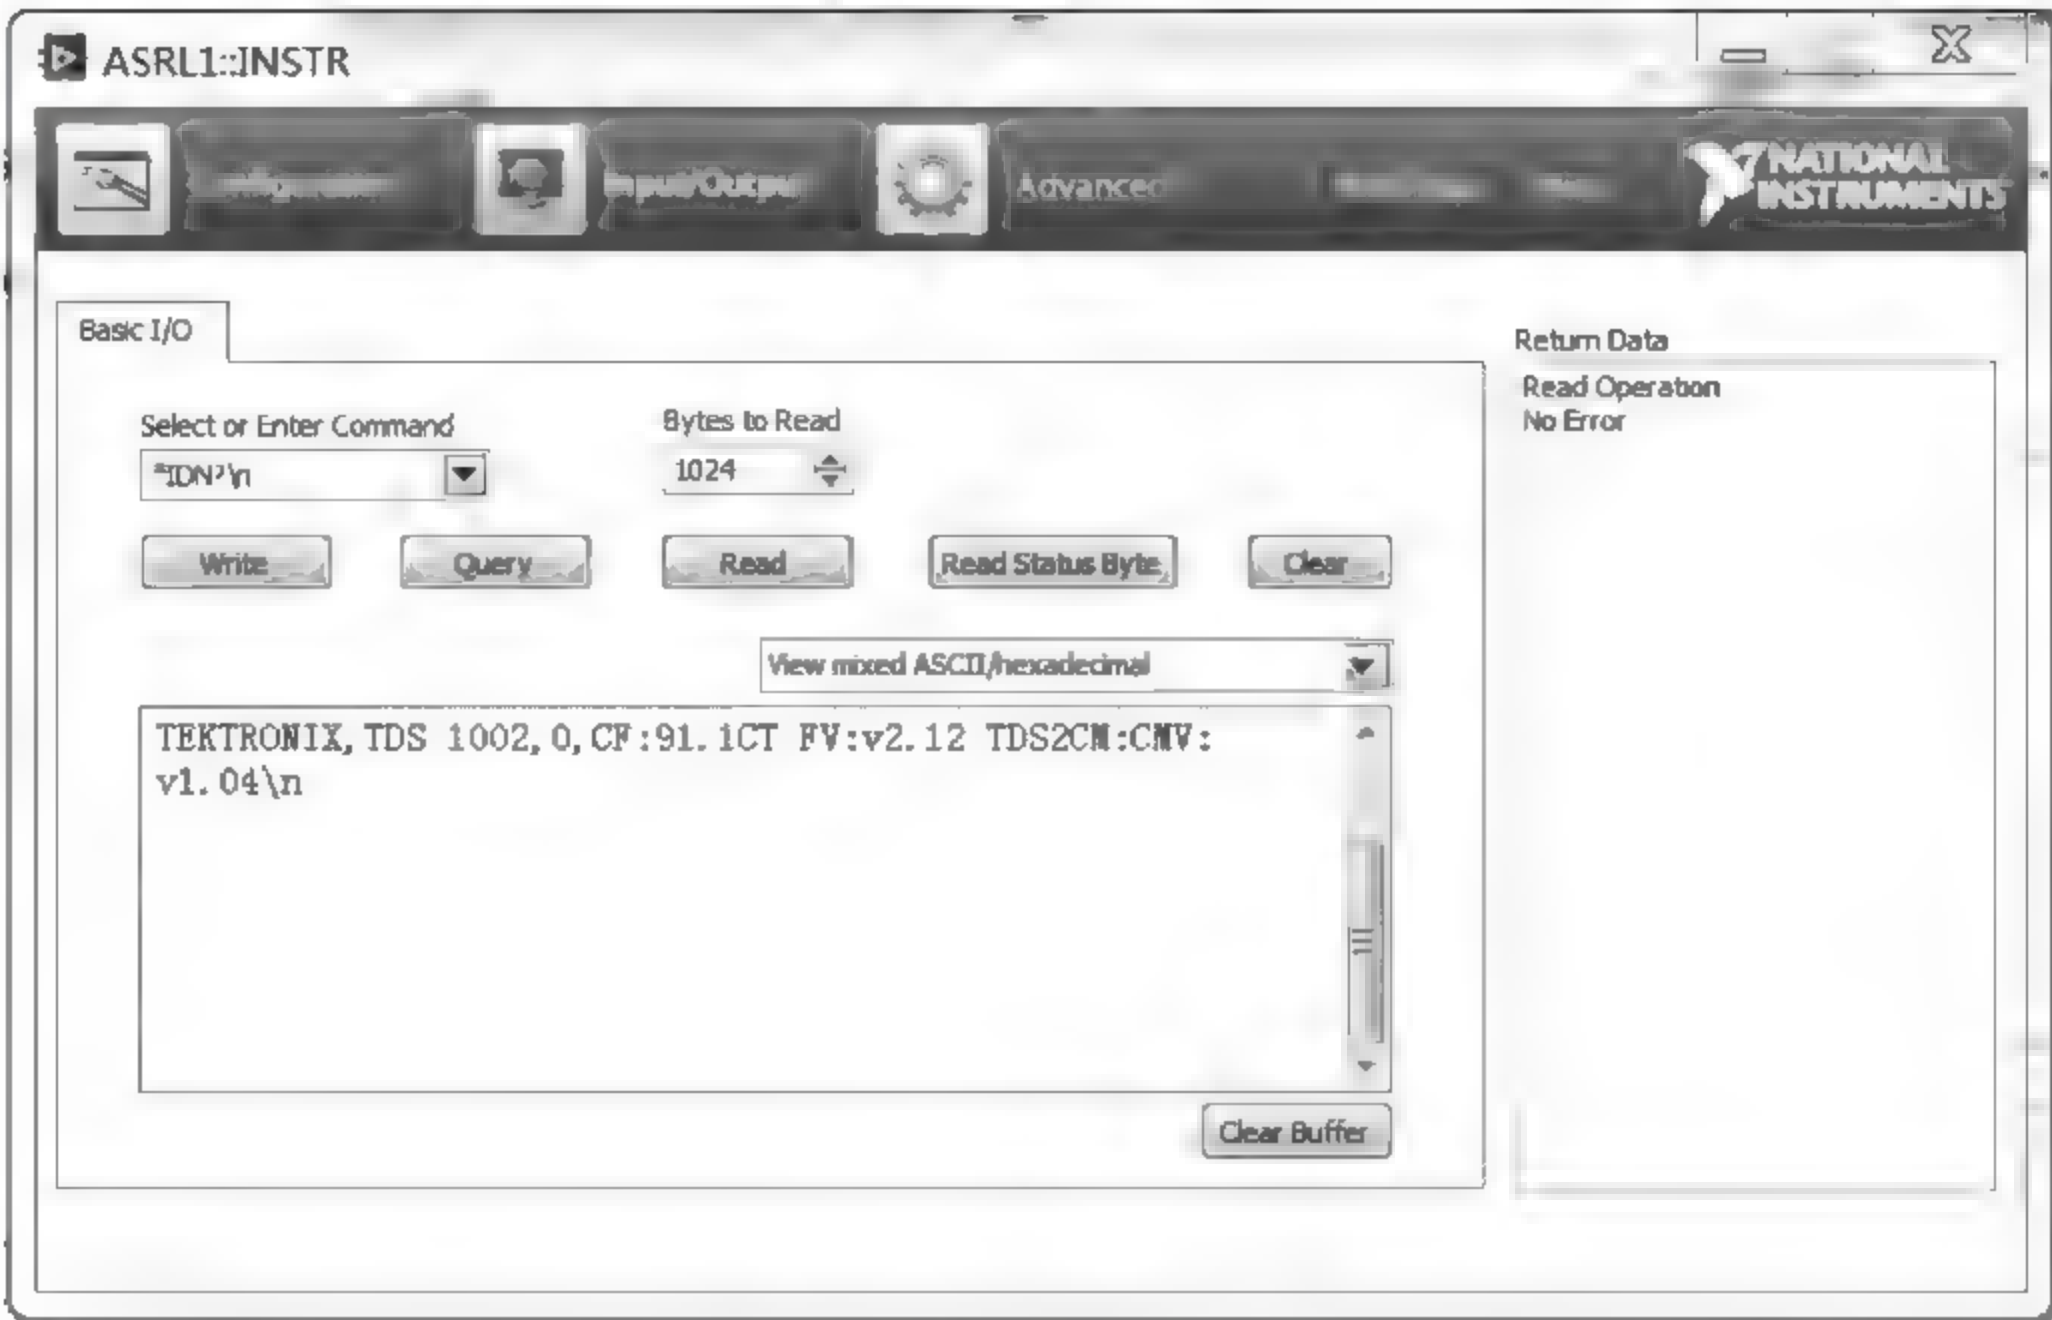 ASRL1::INSTR
Input/Output
Advanced
NATIONAL
INSTRUMENTS
Basic I/O
Return Data
Read Operation
No Error
Select or Enter Command
Bytes to Read
*IDN?\n
1024
Write
Query
Read
Read Status Byte
Clear
View mixed ASCII/hexadecimal
TEKTRONIX,TDS 1002,0,CF:91.1CT FV:v2.12 TDS2CM:CMV:
v1.04\n
Clear Buffer